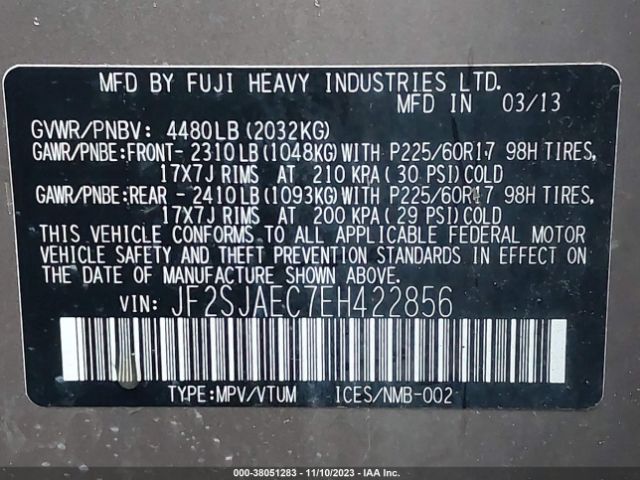 MFD BY FUJI HEAVY INDUSTRIES LTD.
MFD IN 03/13
GVWR/PNBV: 4480LB(2032KG)
GAWR/PNBE:FRONT-2310LB(1048KG)WITH P225/60R17 98H TIRES,
17X7J RIMS AT 210 KPA(30 PSI)COLD
GAWR/PNBE:REAR -2410LB(1093KG)WITH P225/60R17 98H TIRES,
17X7J RIMS AT 200 KPA(29 PSI)COLD
THIS VEHICLE CONFORMS TO ALL APPLICABLE FEDERAL MOTOR
VEHICLE SAFETY AND THEFT PREVENTION STANDARDS IN EFFECT ON
THE DATE OF MANUFACTURE SHOWN ABOVE.
VIN: JF2SJAEC7EH422856
TYPE:MPV/VTUM ICES/NMB-002
000-38051283 — 11/10/2023 — IAA Inc.